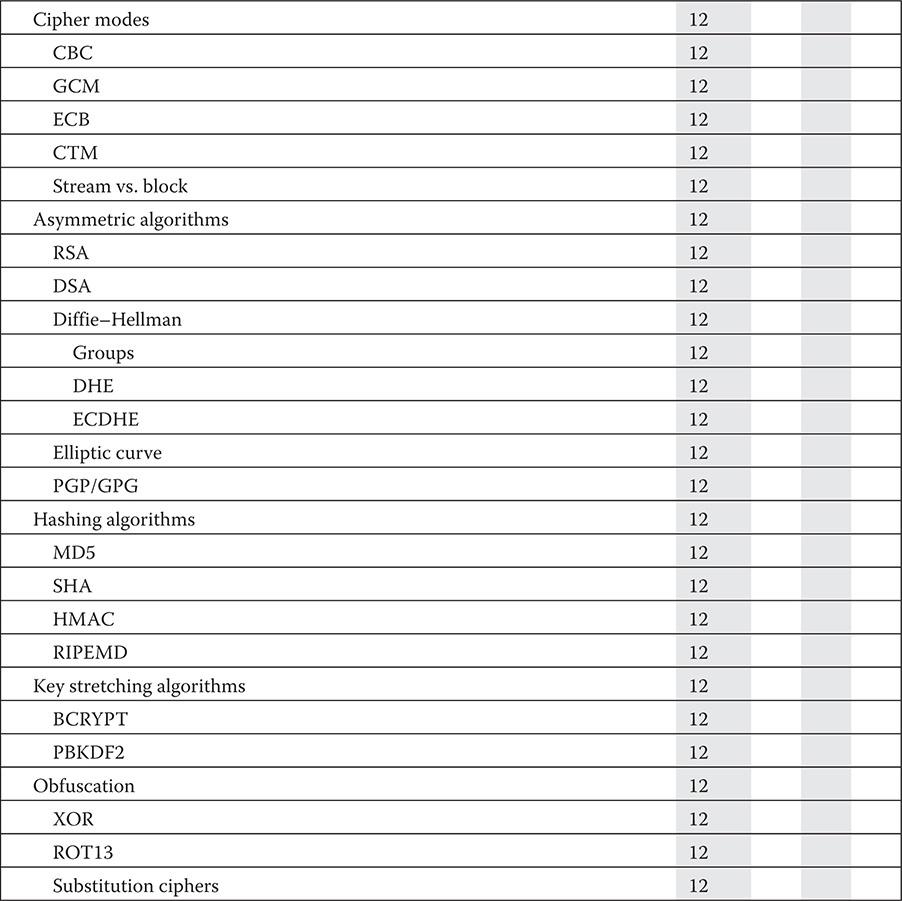 Cipher modes 12
CBC 12
GCM 12
ECB 12
CTM 12
Stream vs. block 12
Asymmetric algorithms 12
RSA 12
DSA 12
Diffie–Hellman 12
Groups 12
DHE 12
ECDHE 12
Elliptic curve 12
PGP/GPG 12
Hashing algorithms 12
MD5 12
SHA 12
HMAC 12
RIPEMD 12
Key stretching algorithms 12
BCRYPT 12
PBKDF2 12
Obfuscation 12
XOR 12
ROT13 12
Substitution ciphers 12